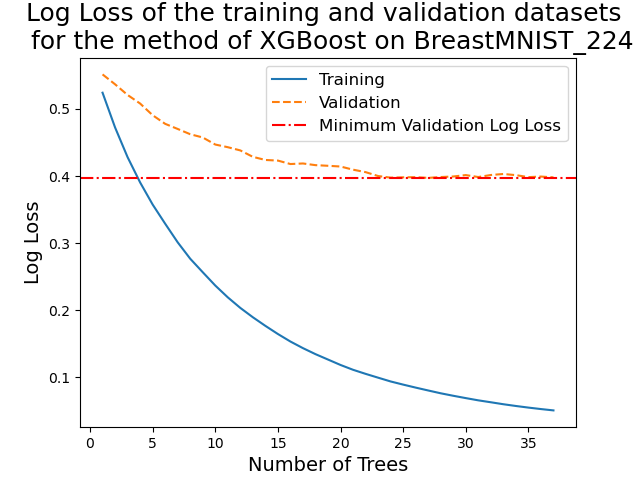 Log Loss of the training and validation datasets
for the method of XGBoost on BreastMNIST_224
Training
Validation
Minimum Validation Log Loss
0.5
0.4
0.3
0.2
0.1
Log Loss
0 5 10 15 20 25 30 35
Number of Trees